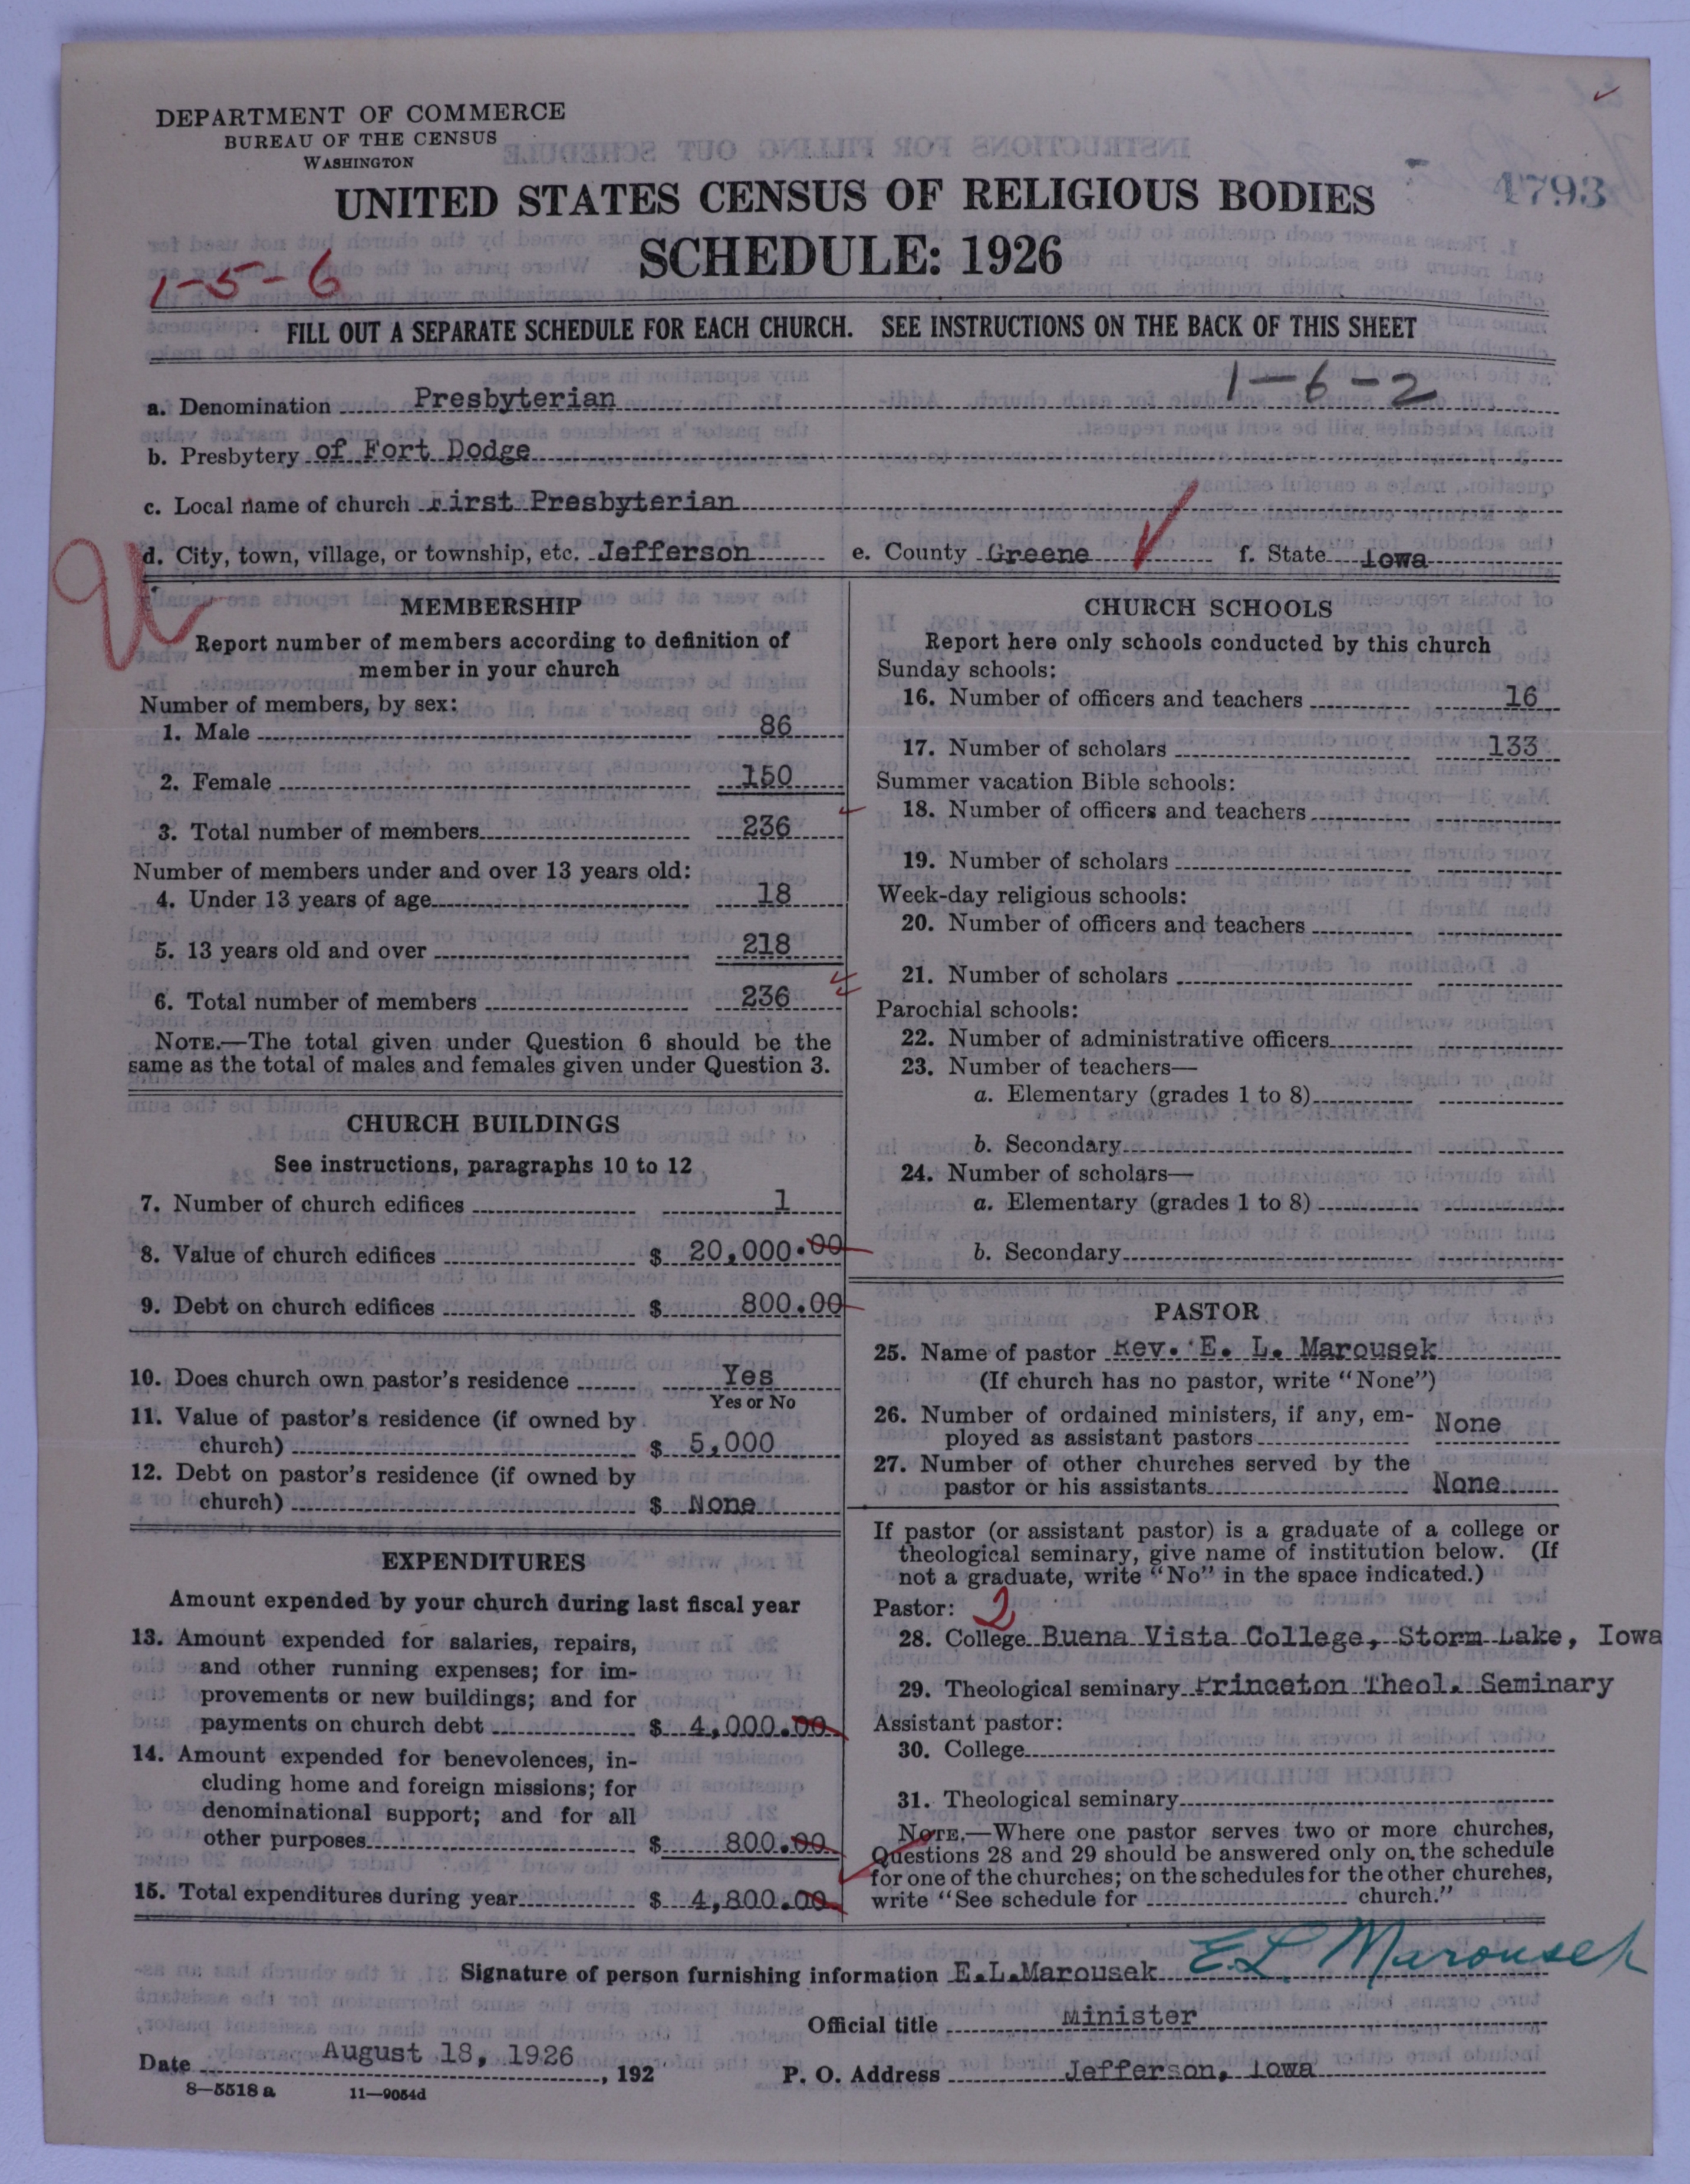 DEPARTMENT OF COMMERCE
BUREAU OF THE CENSUS
WASHINGTON
UNITED STATES CENSUS OF RELIGIOUS BODIES
1793
SCHEDULE: 1926
1-5-6
FILL OUT A SEPARATE SCHEDULE FOR EACH CHURCH. SEE INSTRUCTIONS ON THE BACK OF THIS SHEET
1-6-2
a. Denomination Presbyterian
b. Presbytery of Fort Dodge
c. Local name of church First Presbyterian
d. City, town, village, or township, etc. Jefferson e. County Greene f. State Iowa
MEMBERSHIP
Report number of members according to definition of
member in your church
Number of members, by sex:
1. Male 86
2. Female 150
3. Total number of members 236
Number of members under and over 13 years old:
4. Under 13 years of age 18
5. 13 years old and over 218
6. Total number of members 236
NOTE.—The total given under Question 6 should be the
same as the total of males and females given under Question 3.
CHURCH BUILDINGS
See instructions, paragraphs 10 to 12
7. Number of church edifices 1
8. Value of church edifices $ 20,000.00
9. Debt on church edifices $ 800.00
10. Does church own pastor's residence Yes
Yes or No
11. Value of pastor's residence (if owned by
church) $ 5,000
12. Debt on pastor's residence (if owned by
church) $ None
EXPENDITURES
Amount expended by your church during last fiscal year
13. Amount expended for salaries, repairs,
and other running expenses; for im-
provements or new buildings; and for
payments on church debt $ 4,000.00
14. Amount expended for benevolences, in-
cluding home and foreign missions; for
denominational support; and for all
other purposes $ 800.00
15. Total expenditures during year $ 4,800.00
CHURCH SCHOOLS
Report here only schools conducted by this church
Sunday schools:
16. Number of officers and teachers 16
17. Number of scholars 133
Summer vacation Bible schools:
18. Number of officers and teachers
19. Number of scholars
Week-day religious schools:
20. Number of officers and teachers
21. Number of scholars
Parochial schools:
22. Number of administrative officers
23. Number of teachers—
a. Elementary (grades 1 to 8)
b. Secondary
24. Number of scholars—
a. Elementary (grades 1 to 8)
b. Secondary
PASTOR
25. Name of pastor Rev. E. L. Marousek
(If church has no pastor, write "None")
26. Number of ordained ministers, if any, em-
ployed as assistant pastors None
27. Number of other churches served by the
pastor or his assistants None
If pastor (or assistant pastor) is a graduate of a college or
theological seminary, give name of institution below. (If
not a graduate, write "No" in the space indicated.)
Pastor: 2
28. College Buena Vista College, Storm Lake, Iowa
29. Theological seminary Princeton Theol. Seminary
Assistant pastor:
30. College
31. Theological seminary
NOTE.—Where one pastor serves two or more churches,
Questions 28 and 29 should be answered only on the schedule
for one of the churches; on the schedules for the other churches,
write "See schedule for church."
Signature of person furnishing information E.L.Marousek E.L. Marousek
Official title Minister
Date August 18, 1926, 192
P. O. Address Jefferson, Iowa
8—5518 a 11—9054d